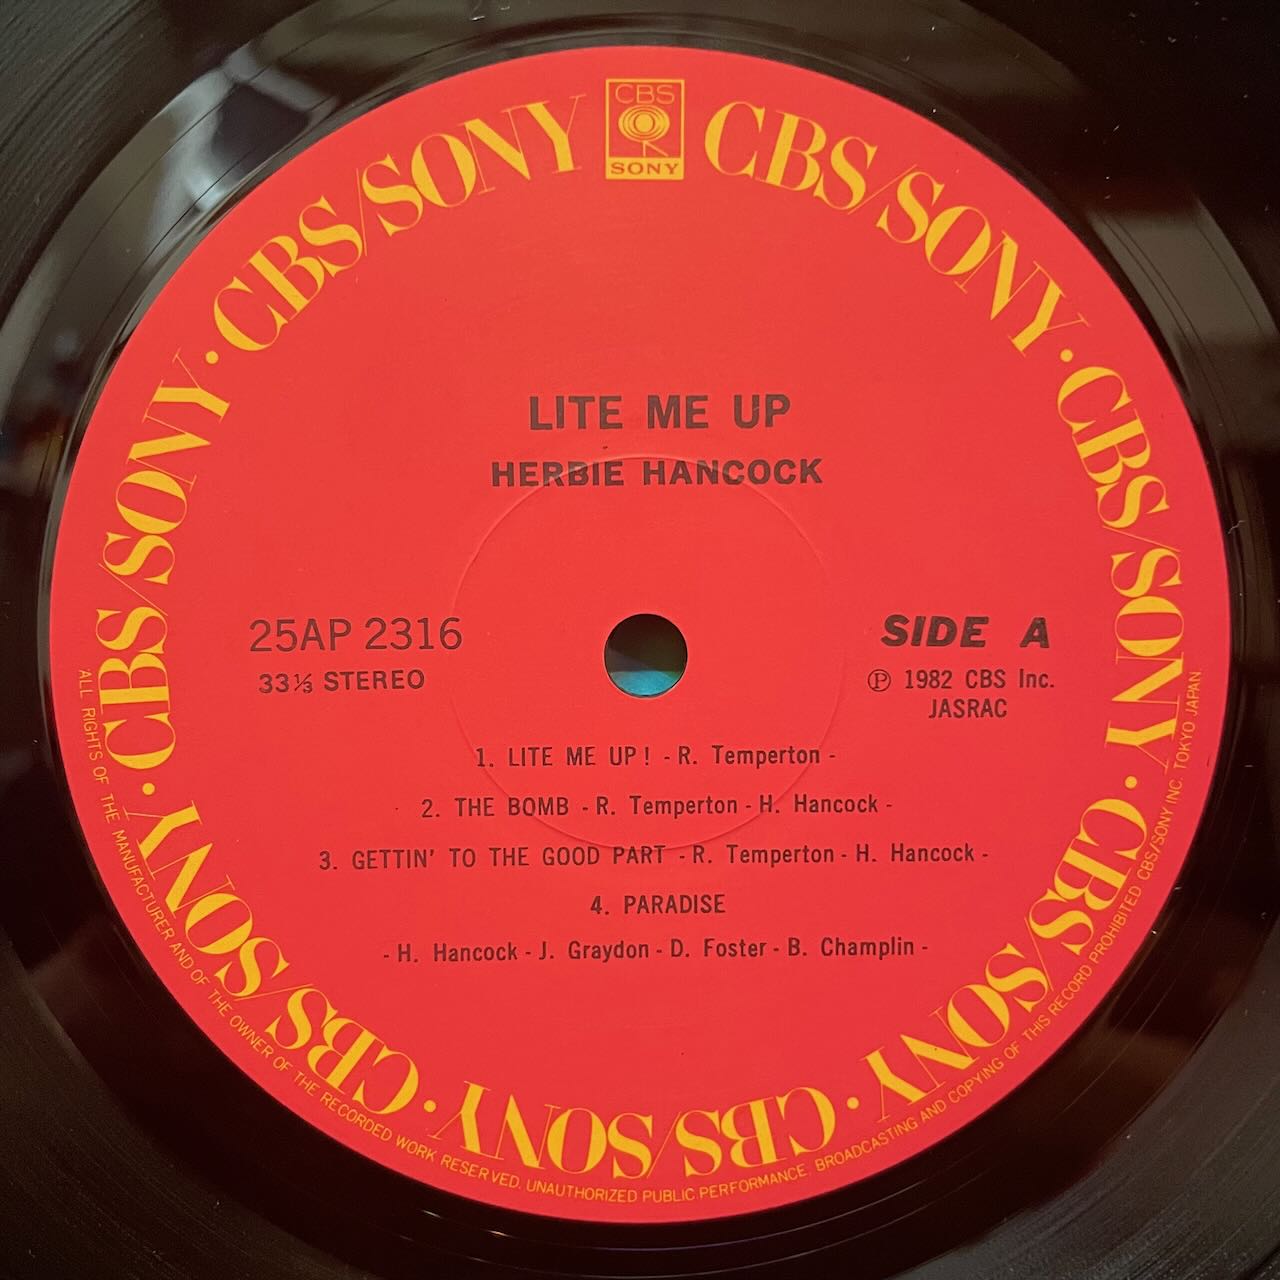 CBS
SONY
CBS/SONY · CBS/SONY · CBS/SONY · CBS/SONY · CBS/SONY · CBS/SONY · CBS/SONY
LITE ME UP
HERBIE HANCOCK
25AP 2316
33⅓ STEREO
SIDE A
Ⓟ 1982 CBS Inc.
JASRAC
1. LITE ME UP! - R. Temperton -
2. THE BOMB - R. Temperton - H. Hancock -
3. GETTIN' TO THE GOOD PART - R. Temperton - H. Hancock -
4. PARADISE
- H. Hancock - J. Graydon - D. Foster - B. Champlin -
ALL RIGHTS OF THE MANUFACTURER AND OF THE OWNER OF THE RECORDED WORK RESERVED. UNAUTHORIZED PUBLIC PERFORMANCE. BROADCASTING AND COPYING OF THIS RECORD PROHIBITED CBS/SONY INC. TOKYO JAPAN